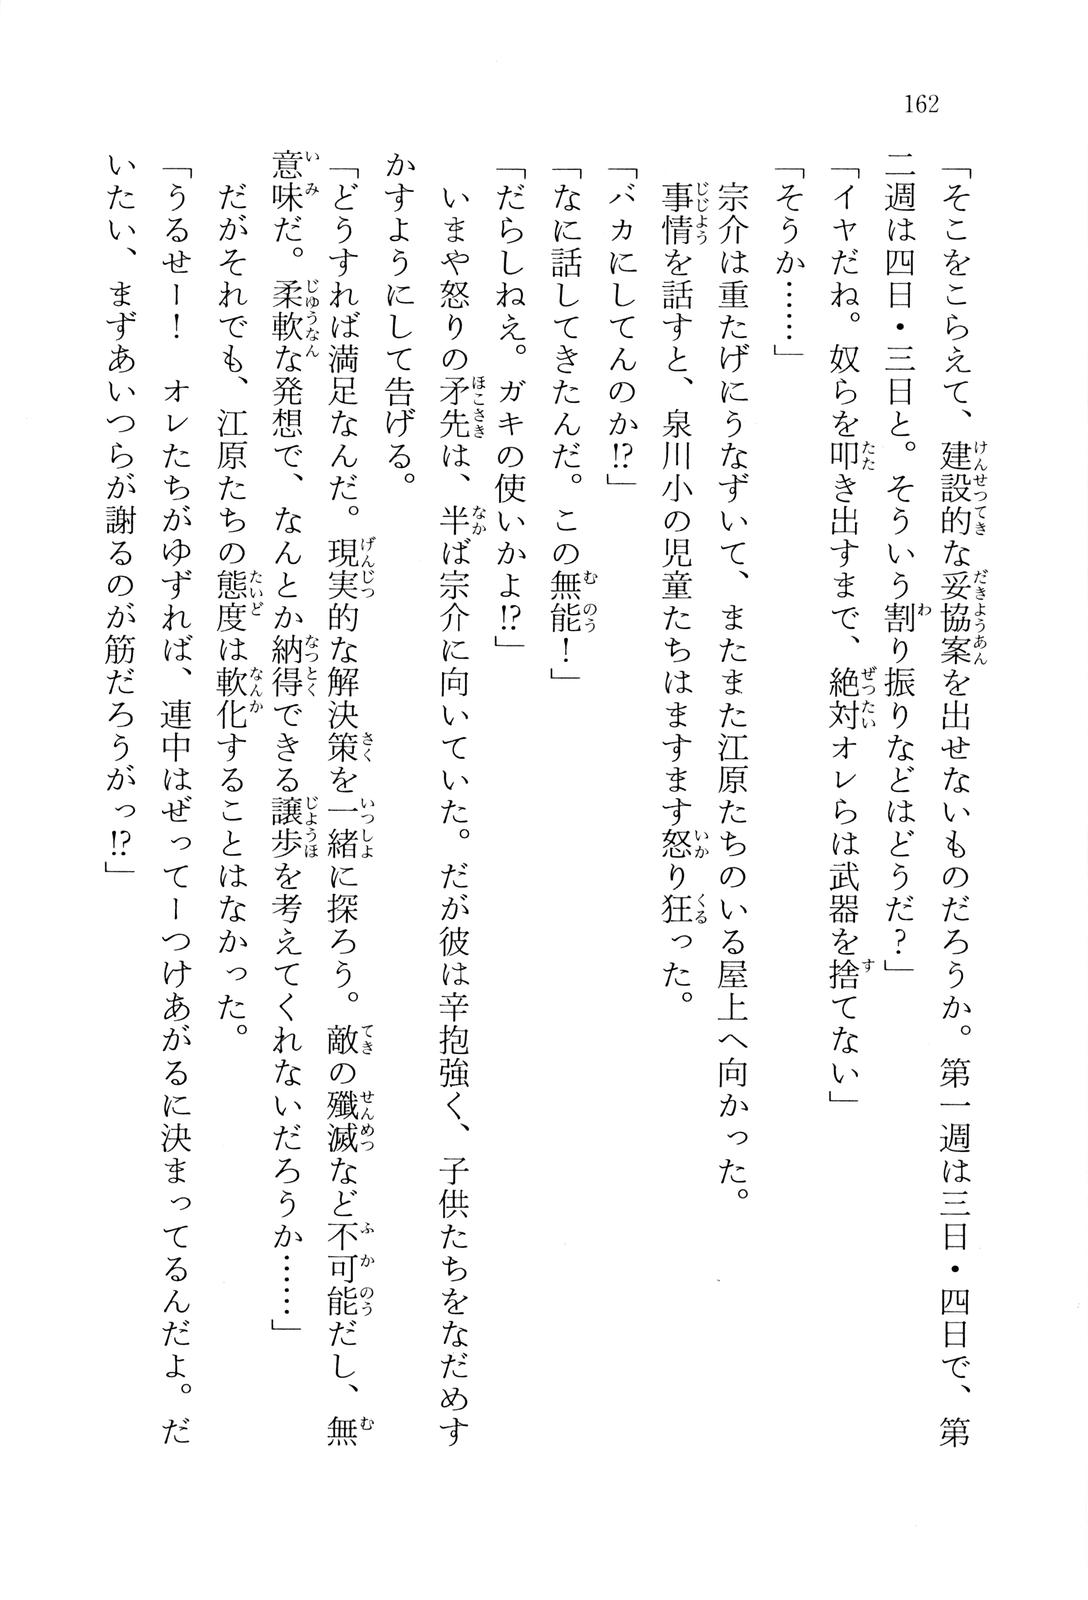 162
「そこをこらえて、建設的な妥協案を出せないものだろうか。第一週は三日・四日で、第
二週は四日・三日と。そういう割り振りなどはどうだ?」
「イヤだね。奴らを叩き出すまで、絶対オレらは武器を捨てない」
「そうか……」
　宗介は重たげにうなずいて、またまた江原たちのいる屋上へ向かった。
　事情を話すと、泉川小の児童たちはますます怒り狂った。
「バカにしてんのか!?」
「なに話してきたんだ。この無能!」
「だらしねえ。ガキの使いかよ!?」
　いまや怒りの矛先は、半ば宗介に向いていた。だが彼は辛抱強く、子供たちをなだめす
かすようにして告げる。
「どうすれば満足なんだ。現実的な解決策を一緒に探ろう。敵の殲滅など不可能だし、無
意味だ。柔軟な発想で、なんとか納得できる譲歩を考えてくれないだろうか……」
　だがそれでも、江原たちの態度は軟化することはなかった。
「うるせー!　オレたちがゆずれば、連中はぜってーつけあがるに決まってるんだよ。だ
いたい、まずあいつらが謝るのが筋だろうがっ!?」